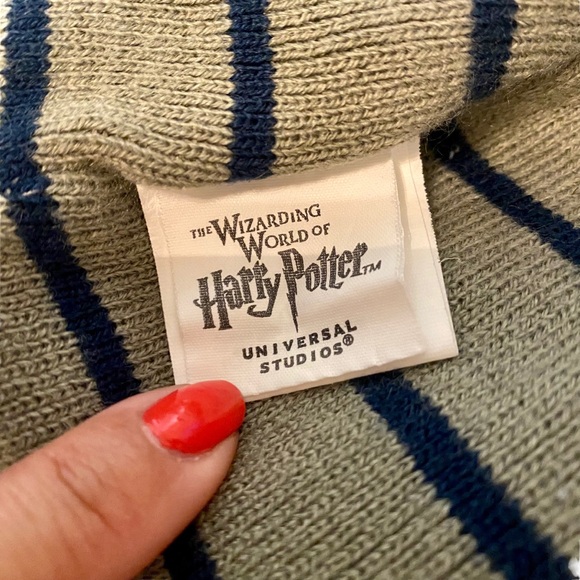 THE WIZARDING
WORLD OF
Harry Potter™
UNIVERSAL
STUDIOS®